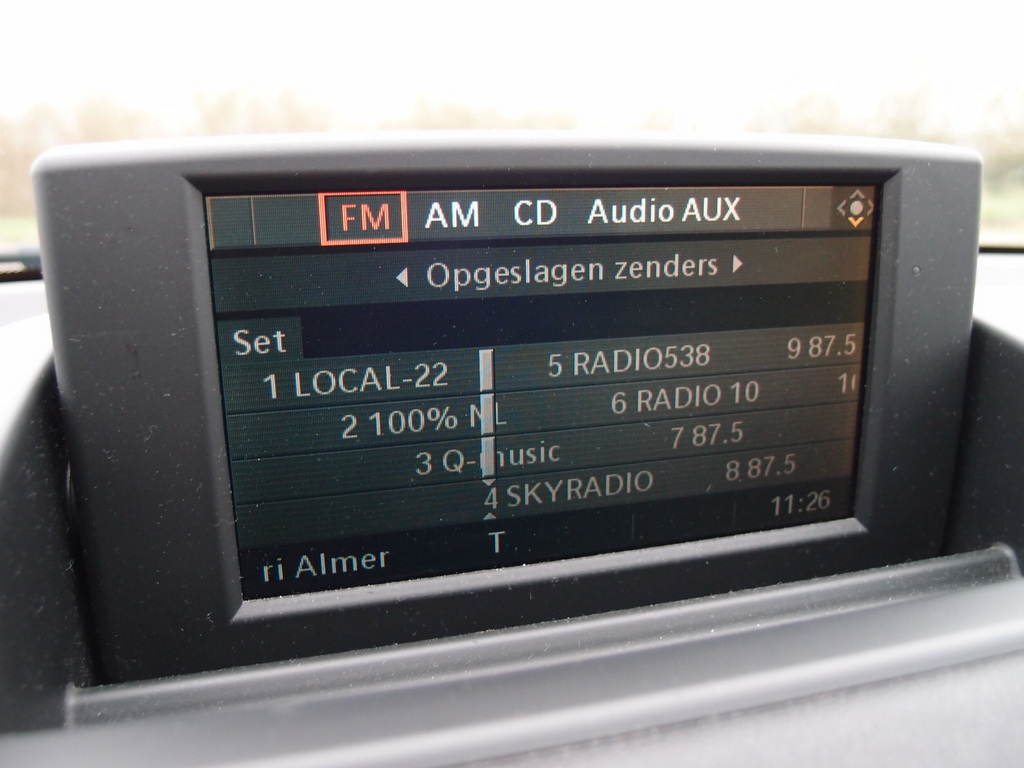 FM AM CD Audio AUX
Opgeslagen zenders
Set
1 LOCAL-22 5 RADIO538 9 87.5
2 100% NL 6 RADIO 10
3 Q-music 7 87.5
4 SKYRADIO 8 87.5
ri Almer T 11:26